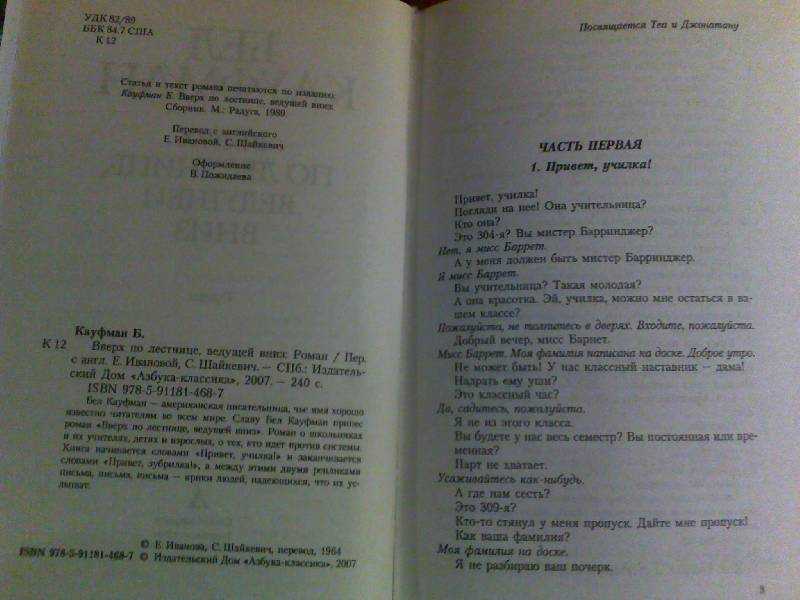 УДК 82/89
ББК 84.7 США
К 12
Статья и текст романа печатаются по изданию:
Кауфман Б. Вверх по лестнице, ведущей вниз.
Сборник. М.: Радуга, 1989
Перевод с английского
Е. Ивановой, С. Шайкевич
Оформление
В. Пожидаева
Кауфман Б.
К 12 Вверх по лестнице, ведущей вниз: Роман / Пер.
с англ. Е. Ивановой, С. Шайкевич. — СПб.: Издатель-
ский Дом «Азбука-классика», 2007. — 240 с.
ISBN 978-5-91181-468-7
Бел Кауфман — американская писательница, чье имя хорошо
известно читателям во всем мире. Славу Бел Кауфман принес
роман «Вверх по лестнице, ведущей вниз». Роман о школьниках
и их учителях, детях и взрослых, о тех, кто идет против системы.
Книга начинается словами «Привет, училка!» и заканчивается
словами «Привет, зубрилка!», а между этими двумя репликами
письма, письма, письма — крики людей, надеющихся, что их ус-
лышат.
© Е. Иванова, С. Шайкевич, перевод, 1964
ISBN 978-5-91181-468-7 © Издательский Дом «Азбука-классика», 2007
Посвящается Теа и Джонатану
ЧАСТЬ ПЕРВАЯ
1. Привет, училка!
Привет, училка!
Погляди на нее! Она учительница?
Кто она?
Это 304-я? Вы мистер Барринджер?
Нет, я мисс Баррет.
А у меня должен быть мистер Барринджер.
Я мисс Баррет.
Вы учительница? Такая молодая?
А она красотка. Эй, училка, можно мне остаться в ва-
шем классе?
Пожалуйста, не толпитесь в дверях. Входите, пожалуйста.
Добрый вечер, мисс Барнет.
Мисс Баррет. Моя фамилия написана на доске. Доброе утро.
Не может быть! У нас классный наставник — дама!
Надрать ему уши?
Это классный час?
Да, садитесь, пожалуйста.
Я не из этого класса.
Вы будете у нас весь семестр? Вы постоянная или вре-
менная?
Парт не хватает.
Усаживайтесь как-нибудь.
А где нам сесть?
Это 309-я?
Кто-то стянул у меня пропуск. Дайте мне пропуск!
Как ваша фамилия?
Моя фамилия на доске.
Я не разбираю ваш почерк.
3